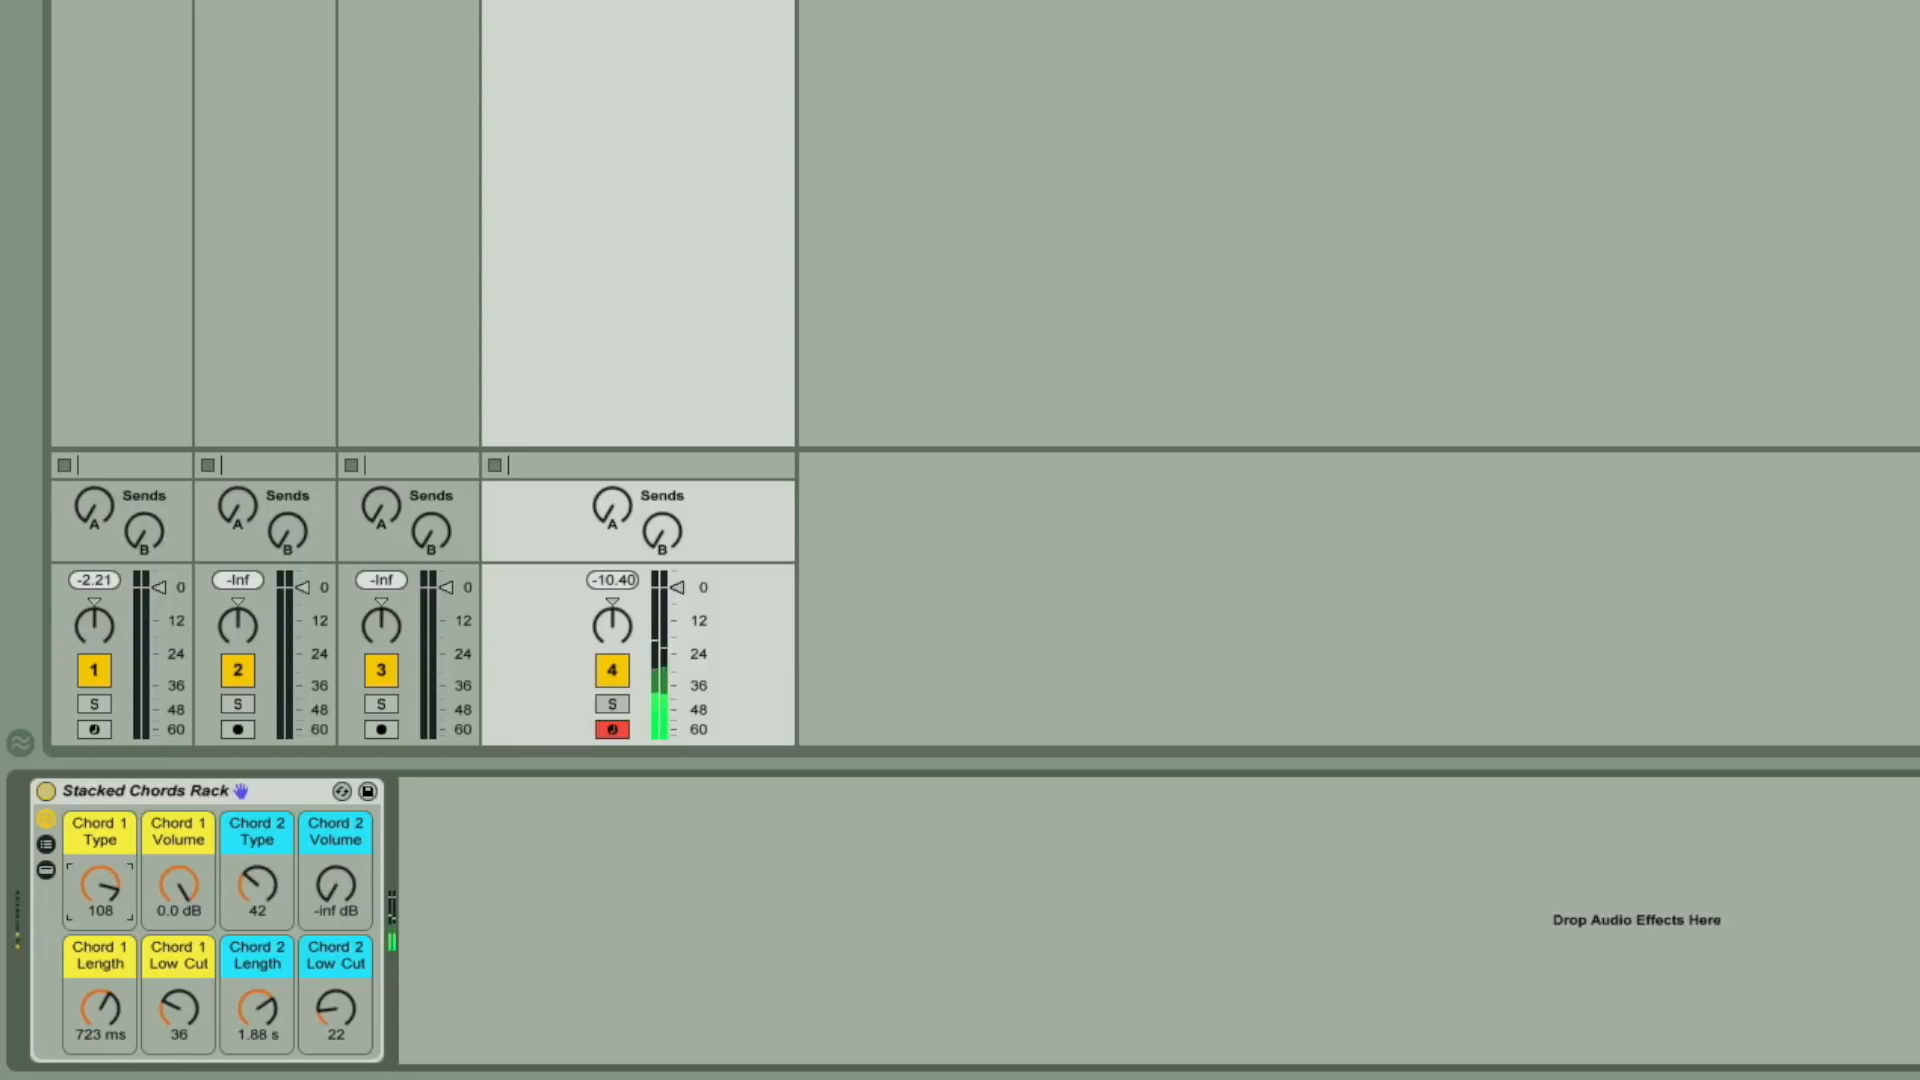 Sends Sends Sends Sends
A A A A
B B B B
-2.21 0 -Inf 0 -Inf 0 -10.40 0
12 12 12 12
24 24 24 24
1 2 3 4
36 36 36 36
S S S S
48 48 48 48
60 60 60 60
Stacked Chords Rack
Chord 1 Type
Chord 1 Volume
Chord 2 Type
Chord 2 Volume
108
0.0 dB
42
-inf dB
Drop Audio Effects Here
Chord 1 Length
Chord 1 Low Cut
Chord 2 Length
Chord 2 Low Cut
723 ms
36
1.88 s
22